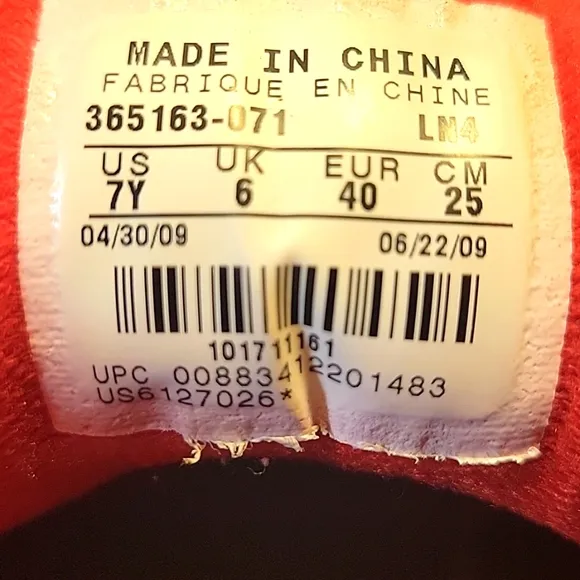 MADE IN CHINA
FABRIQUE EN CHINE
365163-071 LN4
US UK EUR CM
7Y 6 40 25
04/30/09 06/22/09
101711161
UPC 00883412201483
US6127026*